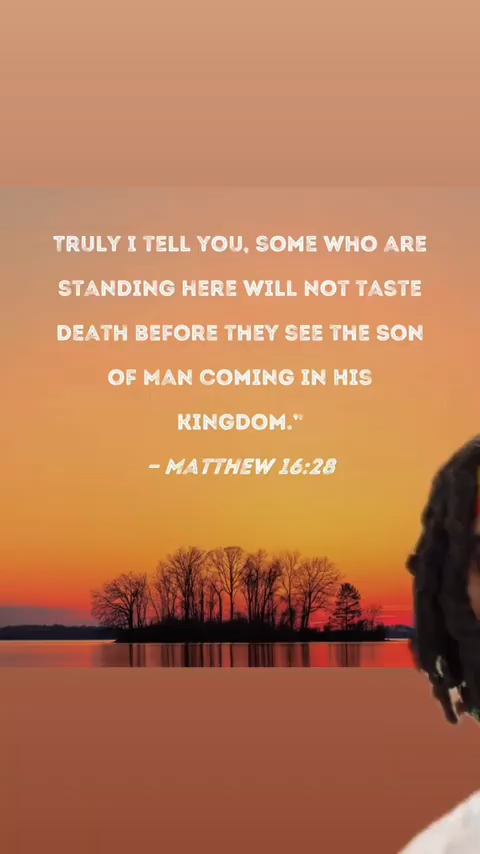 TRULY I TELL YOU, SOME WHO ARE
STANDING HERE WILL NOT TASTE
DEATH BEFORE THEY SEE THE SON
OF MAN COMING IN HIS
KINGDOM."
– MATTHEW 16:28